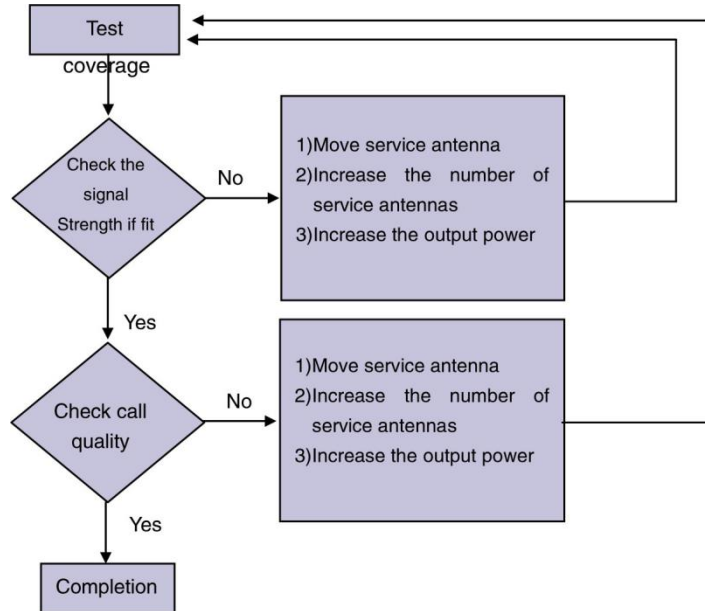 Test
coverage
Check the
signal
Strength if fit
No
1)Move service antenna
2)Increase the number of
service antennas
3)Increase the output power
Yes
Check call
quality
No
1)Move service antenna
2)Increase the number of
service antennas
3)Increase the output power
Yes
Completion